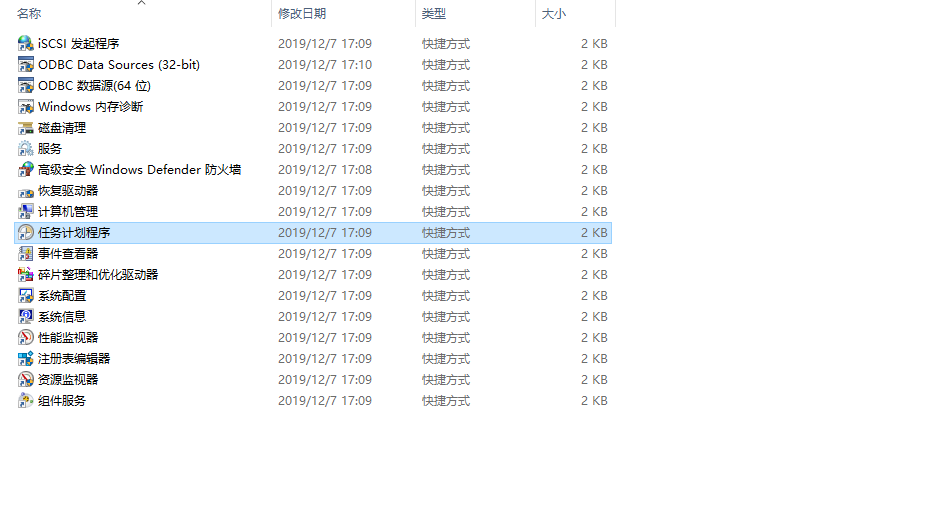 名称 修改日期 类型 大小
iSCSI 发起程序 2019/12/7 17:09 快捷方式 2 KB
ODBC Data Sources (32-bit) 2019/12/7 17:10 快捷方式 2 KB
ODBC 数据源(64 位) 2019/12/7 17:09 快捷方式 2 KB
Windows 内存诊断 2019/12/7 17:09 快捷方式 2 KB
磁盘清理 2019/12/7 17:09 快捷方式 2 KB
服务 2019/12/7 17:09 快捷方式 2 KB
高级安全 Windows Defender 防火墙 2019/12/7 17:08 快捷方式 2 KB
恢复驱动器 2019/12/7 17:09 快捷方式 2 KB
计算机管理 2019/12/7 17:09 快捷方式 2 KB
任务计划程序 2019/12/7 17:09 快捷方式 2 KB
事件查看器 2019/12/7 17:09 快捷方式 2 KB
碎片整理和优化驱动器 2019/12/7 17:09 快捷方式 2 KB
系统配置 2019/12/7 17:09 快捷方式 2 KB
系统信息 2019/12/7 17:09 快捷方式 2 KB
性能监视器 2019/12/7 17:09 快捷方式 2 KB
注册表编辑器 2019/12/7 17:09 快捷方式 2 KB
资源监视器 2019/12/7 17:09 快捷方式 2 KB
组件服务 2019/12/7 17:09 快捷方式 2 KB